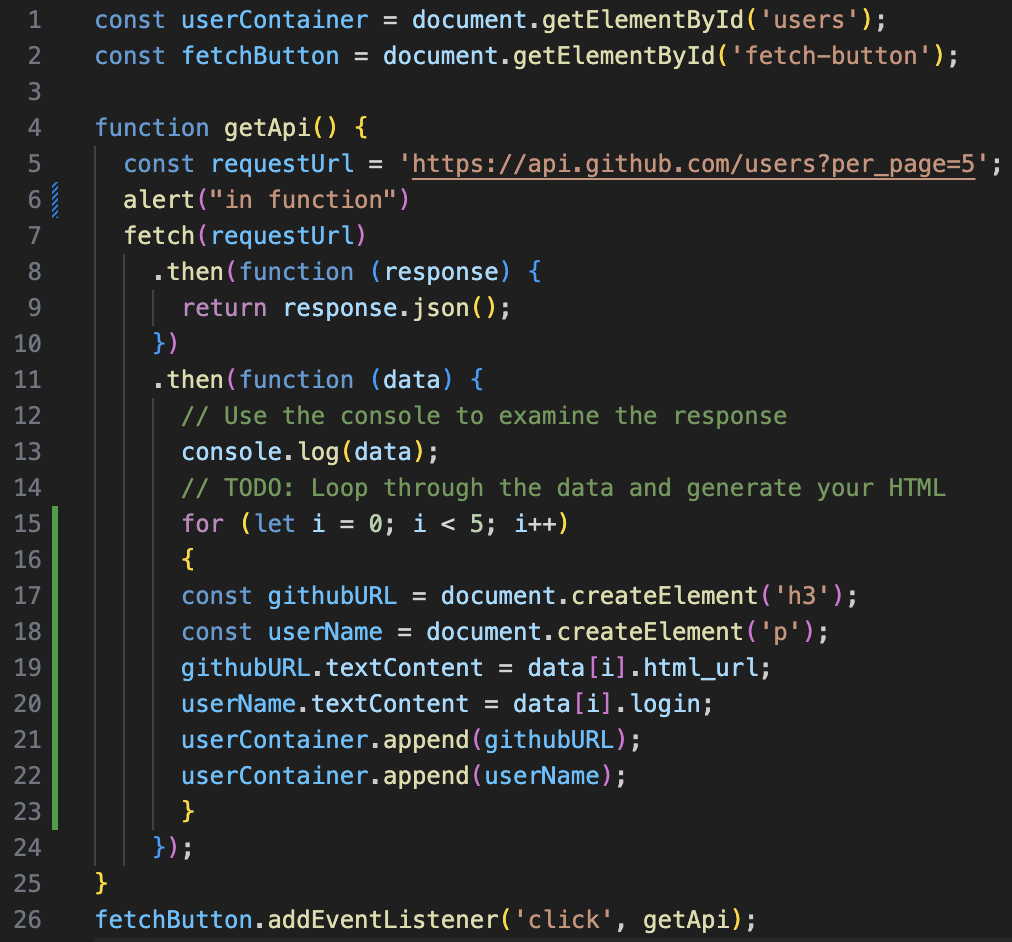 1 const userContainer = document.getElementById('users');
2 const fetchButton = document.getElementById('fetch-button');
3
4 function getApi() {
5   const requestUrl = 'https://api.github.com/users?per_page=5';
6   alert("in function")
7   fetch(requestUrl)
8     .then(function (response) {
9       return response.json();
10     })
11     .then(function (data) {
12       // Use the console to examine the response
13       console.log(data);
14       // TODO: Loop through the data and generate your HTML
15       for (let i = 0; i < 5; i++)
16       {
17       const githubURL = document.createElement('h3');
18       const userName = document.createElement('p');
19       githubURL.textContent = data[i].html_url;
20       userName.textContent = data[i].login;
21       userContainer.append(githubURL);
22       userContainer.append(userName);
23       }
24     });
25 }
26 fetchButton.addEventListener('click', getApi);